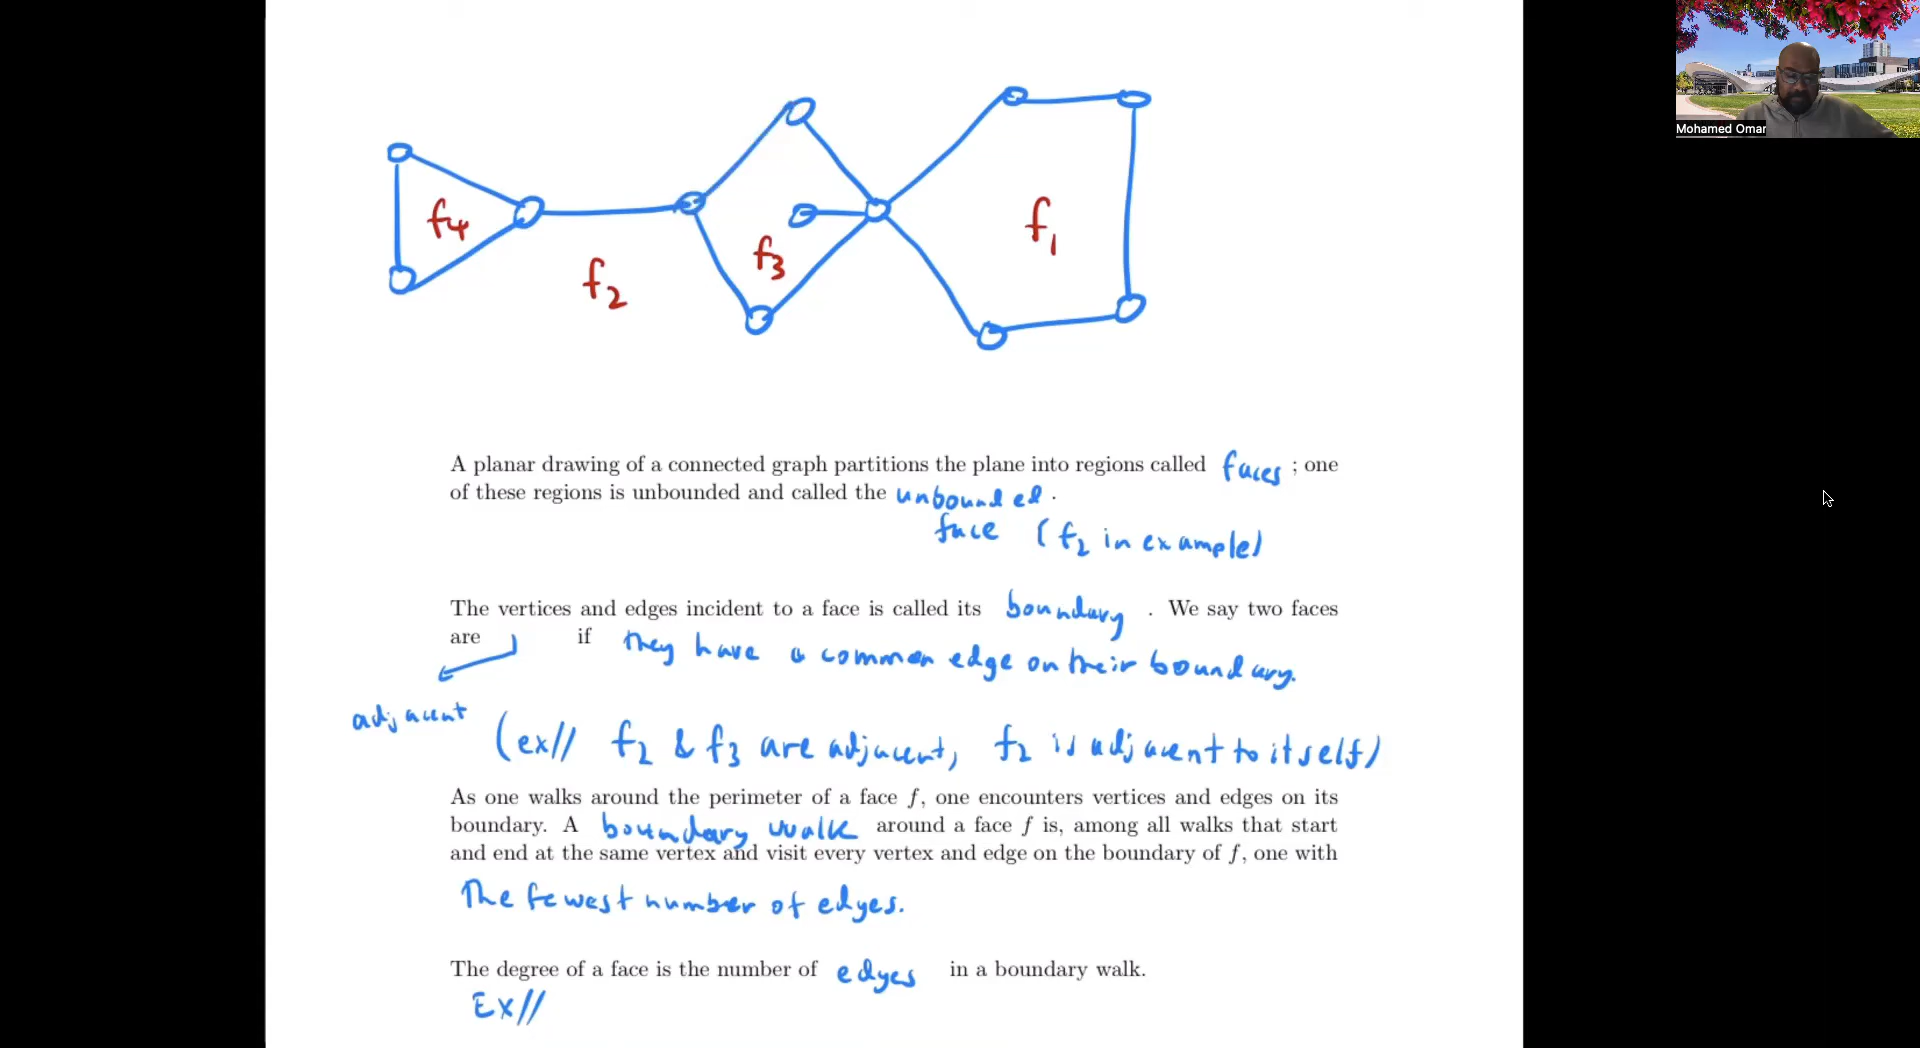 Mohamed Omar
f4
f2
f3
f1
A planar drawing of a connected graph partitions the plane into regions called faces ; one
of these regions is unbounded and called the unbounded .
face (f2 in example)
The vertices and edges incident to a face is called its boundary . We say two faces
are if they have a common edge on their boundary.
adjacent (ex// f2 & f3 are adjacent, f2 is adjacent to itself)
As one walks around the perimeter of a face f, one encounters vertices and edges on its
boundary. A boundary walk around a face f is, among all walks that start
and end at the same vertex and visit every vertex and edge on the boundary of f, one with
The fewest number of edges.
The degree of a face is the number of edges in a boundary walk.
Ex//